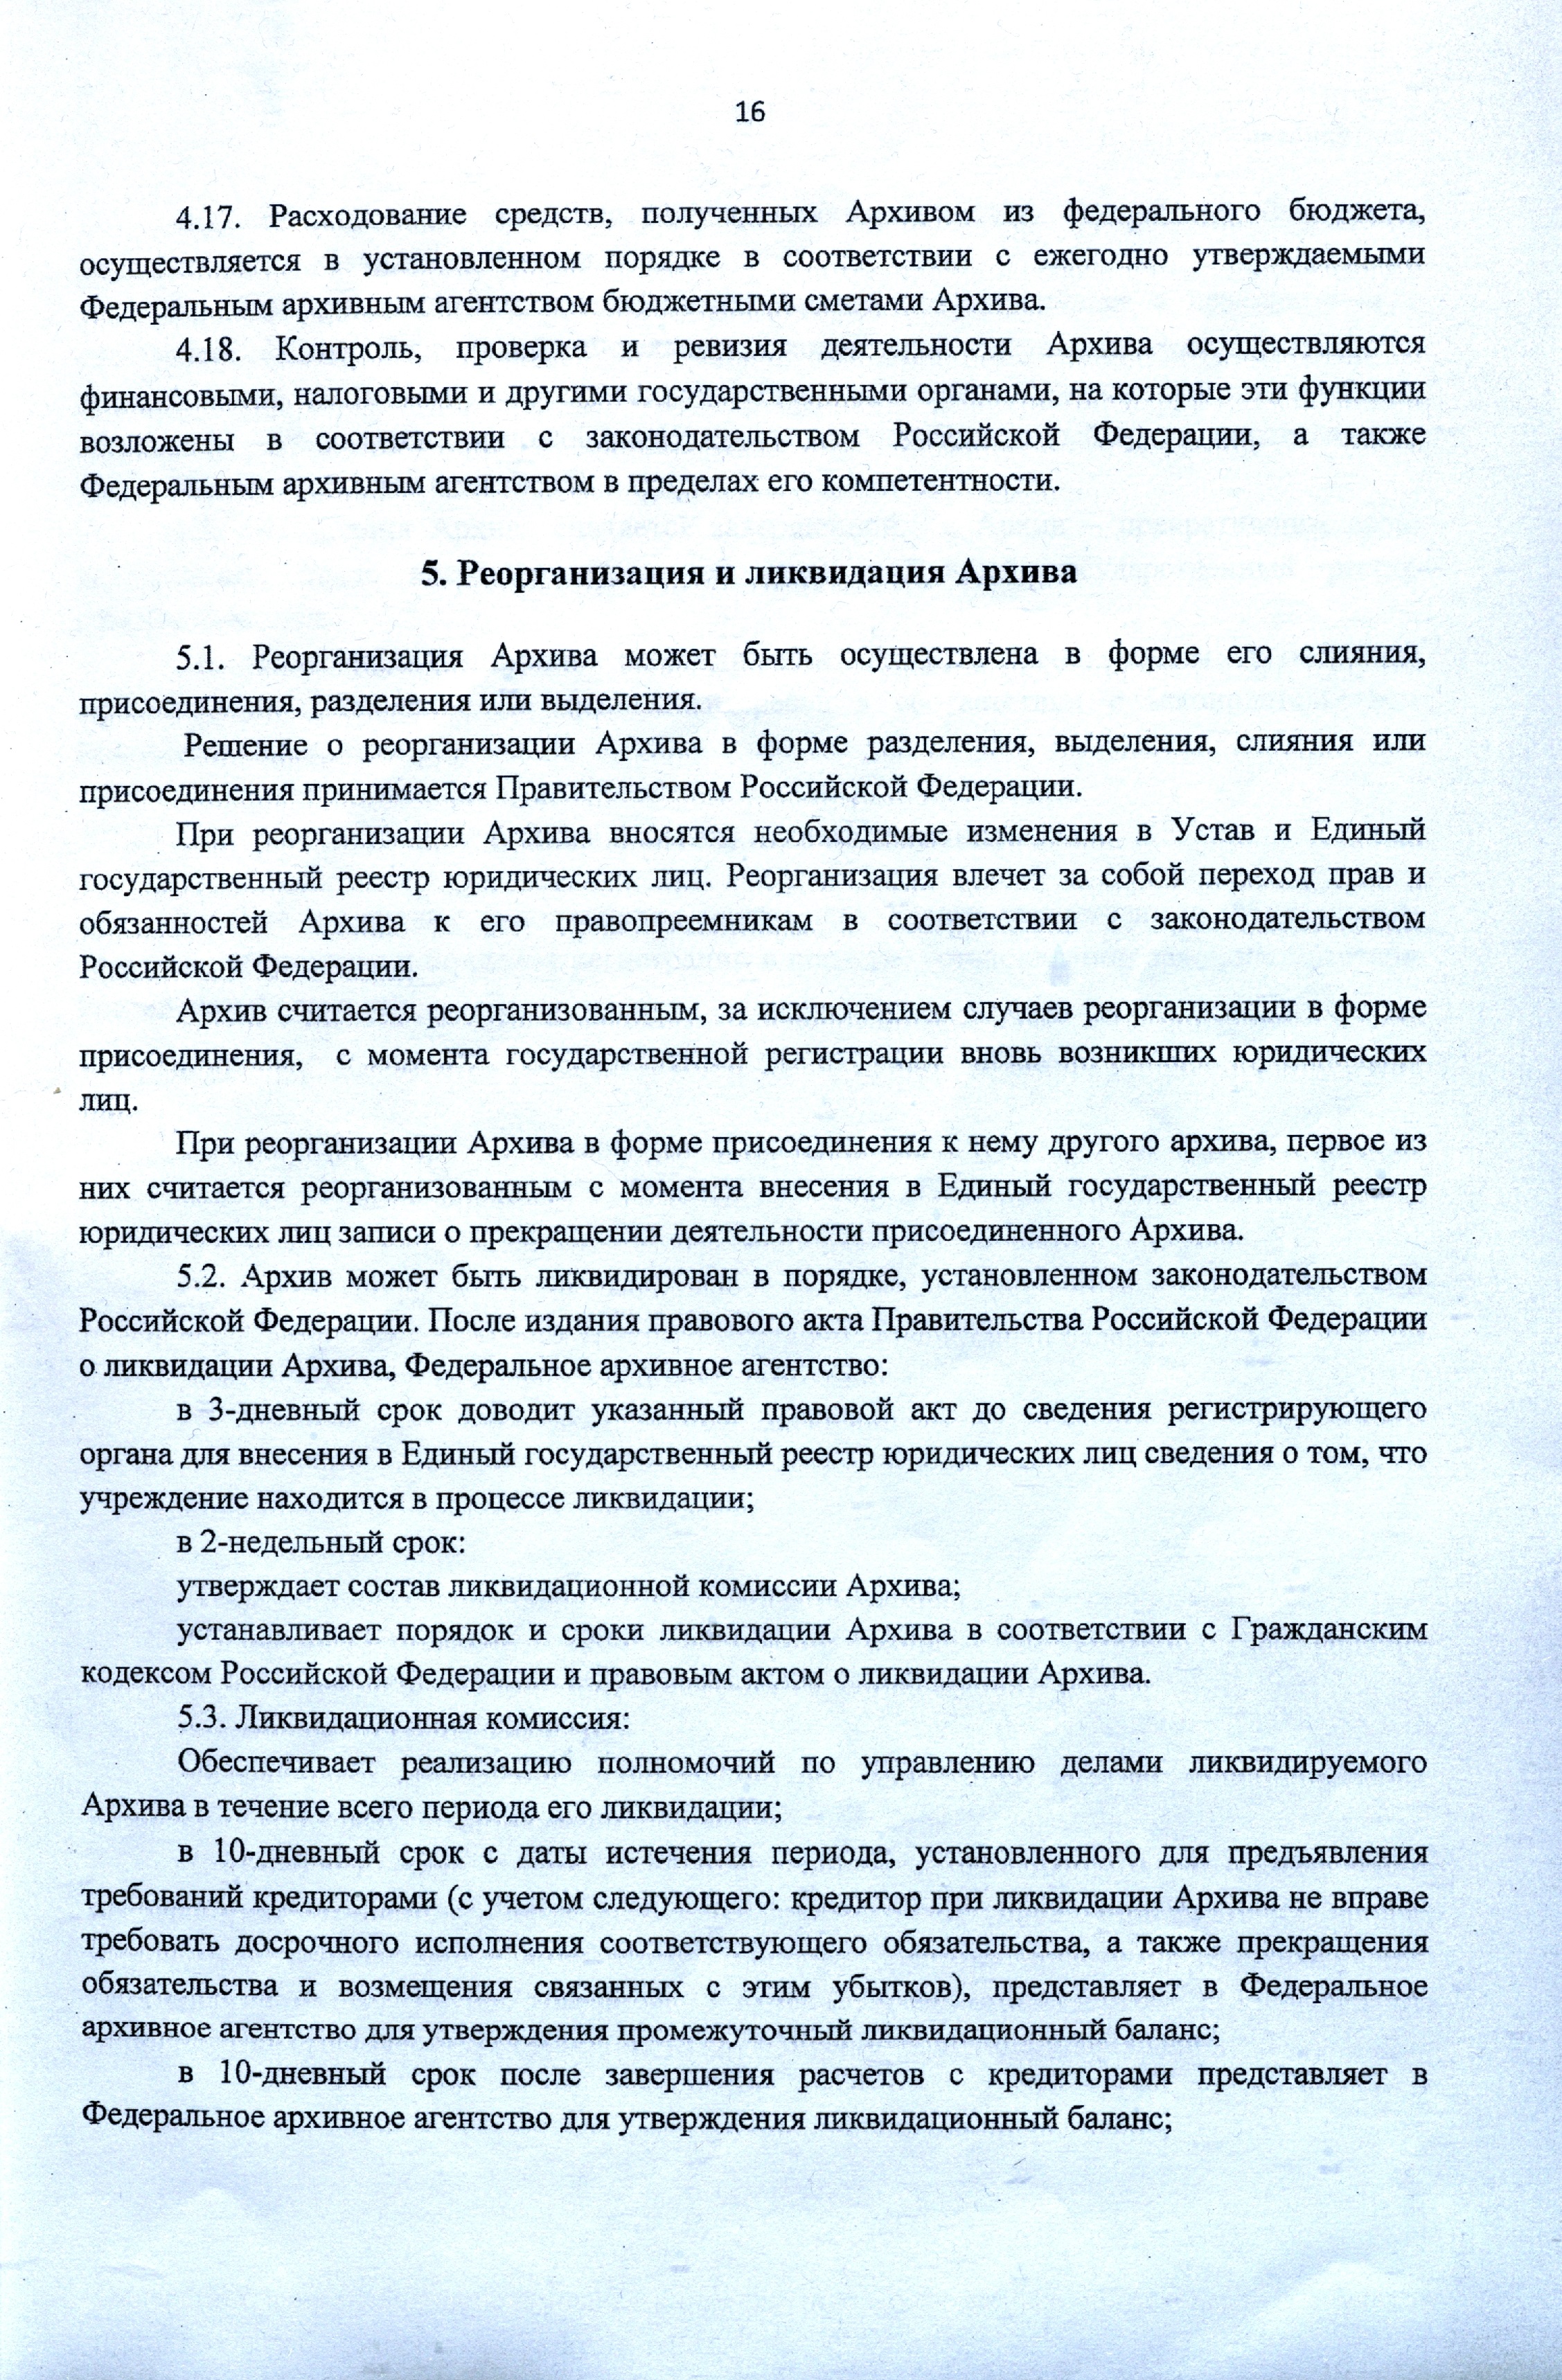 16
4.17. Расходование средств, полученных Архивом из федерального бюджета,
осуществляется в установленном порядке в соответствии с ежегодно утверждаемыми
Федеральным архивным агентством бюджетными сметами Архива.
4.18. Контроль, проверка и ревизия деятельности Архива осуществляются
финансовыми, налоговыми и другими государственными органами, на которые эти функции
возложены в соответствии с законодательством Российской Федерации, а также
Федеральным архивным агентством в пределах его компетентности.
5. Реорганизация и ликвидация Архива
5.1. Реорганизация Архива может быть осуществлена в форме его слияния,
присоединения, разделения или выделения.
Решение о реорганизации Архива в форме разделения, выделения, слияния или
присоединения принимается Правительством Российской Федерации.
При реорганизации Архива вносятся необходимые изменения в Устав и Единый
государственный реестр юридических лиц. Реорганизация влечет за собой переход прав и
обязанностей Архива к его правопреемникам в соответствии с законодательством
Российской Федерации.
Архив считается реорганизованным, за исключением случаев реорганизации в форме
присоединения, с момента государственной регистрации вновь возникших юридических
лиц.
При реорганизации Архива в форме присоединения к нему другого архива, первое из
них считается реорганизованным с момента внесения в Единый государственный реестр
юридических лиц записи о прекращении деятельности присоединенного Архива.
5.2. Архив может быть ликвидирован в порядке, установленном законодательством
Российской Федерации. После издания правового акта Правительства Российской Федерации
о ликвидации Архива, Федеральное архивное агентство:
в 3-дневный срок доводит указанный правовой акт до сведения регистрирующего
органа для внесения в Единый государственный реестр юридических лиц сведения о том, что
учреждение находится в процессе ликвидации;
в 2-недельный срок:
утверждает состав ликвидационной комиссии Архива;
устанавливает порядок и сроки ликвидации Архива в соответствии с Гражданским
кодексом Российской Федерации и правовым актом о ликвидации Архива.
5.3. Ликвидационная комиссия:
Обеспечивает реализацию полномочий по управлению делами ликвидируемого
Архива в течение всего периода его ликвидации;
в 10-дневный срок с даты истечения периода, установленного для предъявления
требований кредиторами (с учетом следующего: кредитор при ликвидации Архива не вправе
требовать досрочного исполнения соответствующего обязательства, а также прекращения
обязательства и возмещения связанных с этим убытков), представляет в Федеральное
архивное агентство для утверждения промежуточный ликвидационный баланс;
в 10-дневный срок после завершения расчетов с кредиторами представляет в
Федеральное архивное агентство для утверждения ликвидационный баланс;